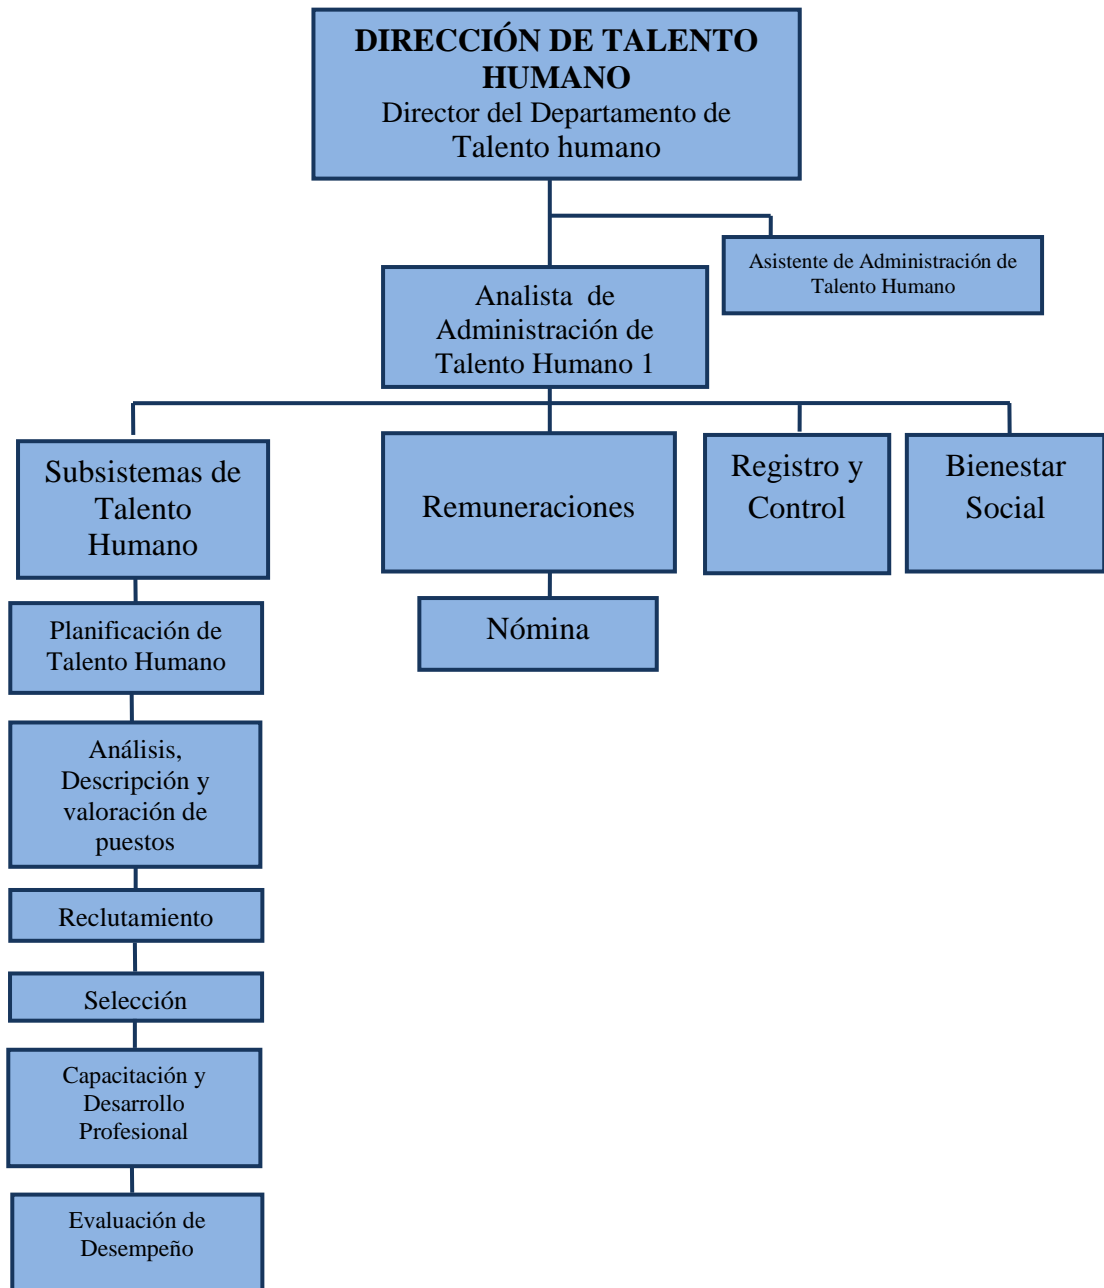 DIRECCIÓN DE TALENTO
HUMANO
Director del Departamento de
Talento humano
Asistente de Administración de
Talento Humano
Analista de
Administración de
Talento Humano 1
Subsistemas de
Talento
Humano
Remuneraciones
Registro y
Control
Bienestar
Social
Planificación de
Talento Humano
Nómina
Análisis,
Descripción y
valoración de
puestos
Reclutamiento
Selección
Capacitación y
Desarrollo
Profesional
Evaluación de
Desempeño